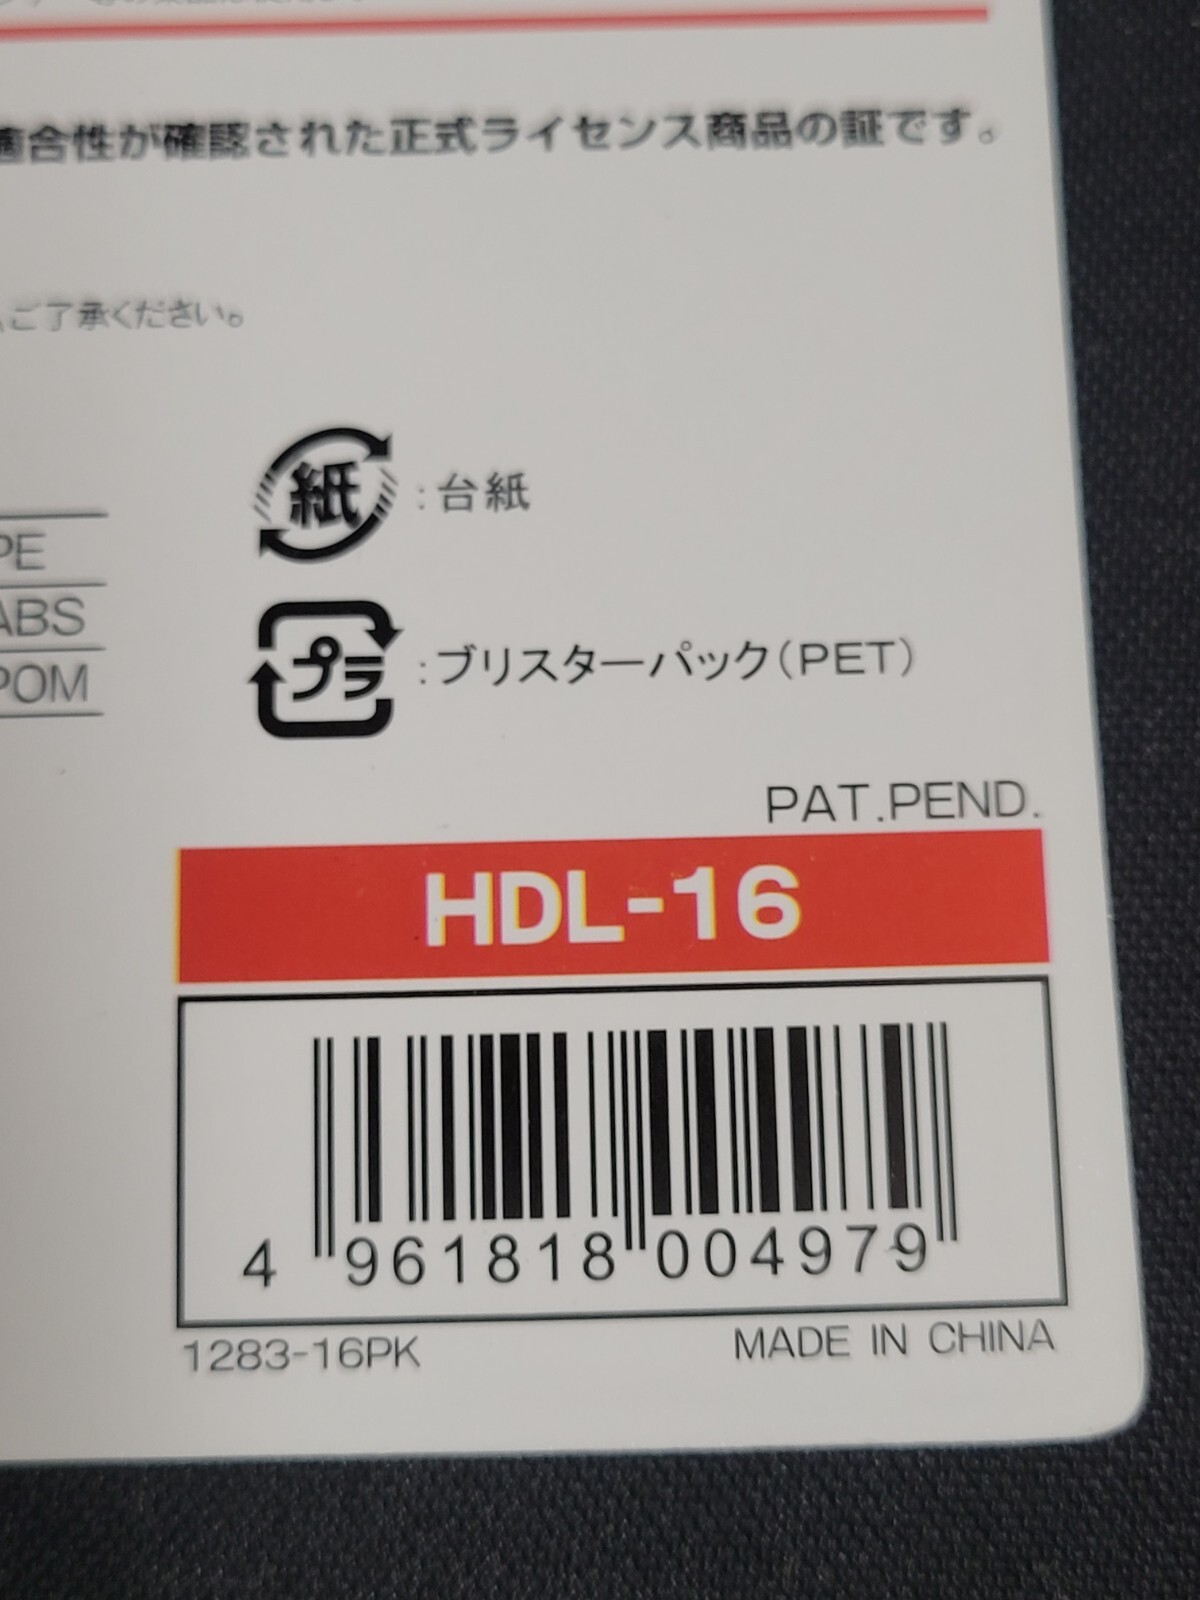 適合性が確認された正式ライセンス商品の証です。
、ご了承ください。
紙 :台紙
PE
ABS
プラ :ブリスターパック(PET)
POM
PAT.PEND.
HDL-16
4 961818 004979
1283-16PK MADE IN CHINA